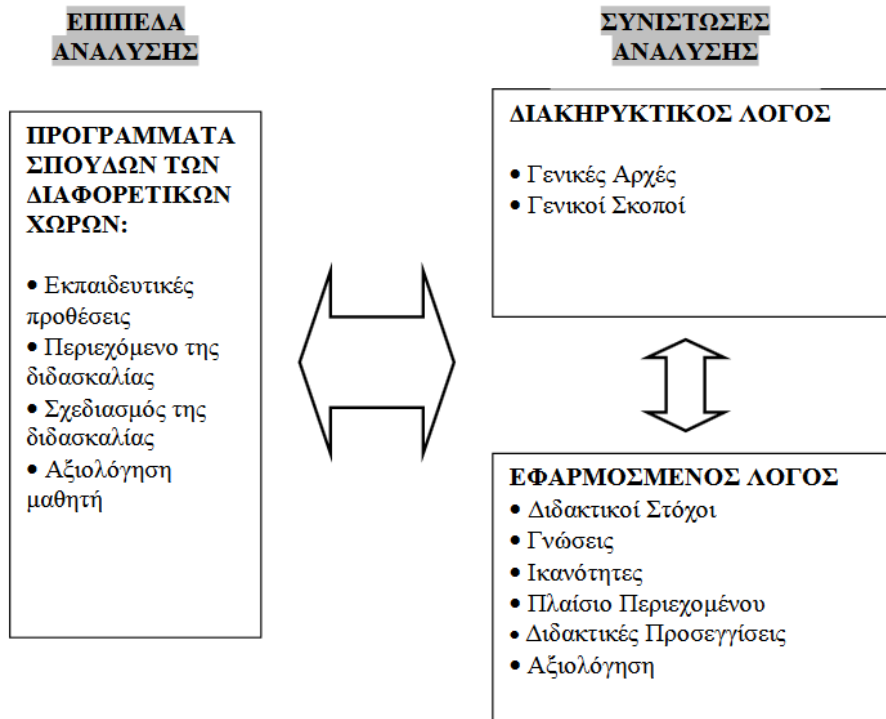 ΕΠΙΠΕΔΑ
ΑΝΑΛΥΣΗΣ
ΠΡΟΓΡΑΜΜΑΤΑ
ΣΠΟΥΔΩΝ ΤΩΝ
ΔΙΑΦΟΡΕΤΙΚΩΝ
ΧΩΡΩΝ:
• Εκπαιδευτικές
προθέσεις
• Περιεχόμενο της
διδασκαλίας
• Σχεδιασμός της
διδασκαλίας
• Αξιολόγηση
μαθητή
ΣΥΝΙΣΤΩΣΕΣ
ΑΝΑΛΥΣΗΣ
ΔΙΑΚΗΡΥΚΤΙΚΟΣ ΛΟΓΟΣ
• Γενικές Αρχές
• Γενικοί Σκοποί
ΕΦΑΡΜΟΣΜΕΝΟΣ ΛΟΓΟΣ
• Διδακτικοί Στόχοι
• Γνώσεις
• Ικανότητες
• Πλαίσιο Περιεχομένου
• Διδακτικές Προσεγγίσεις
• Αξιολόγηση